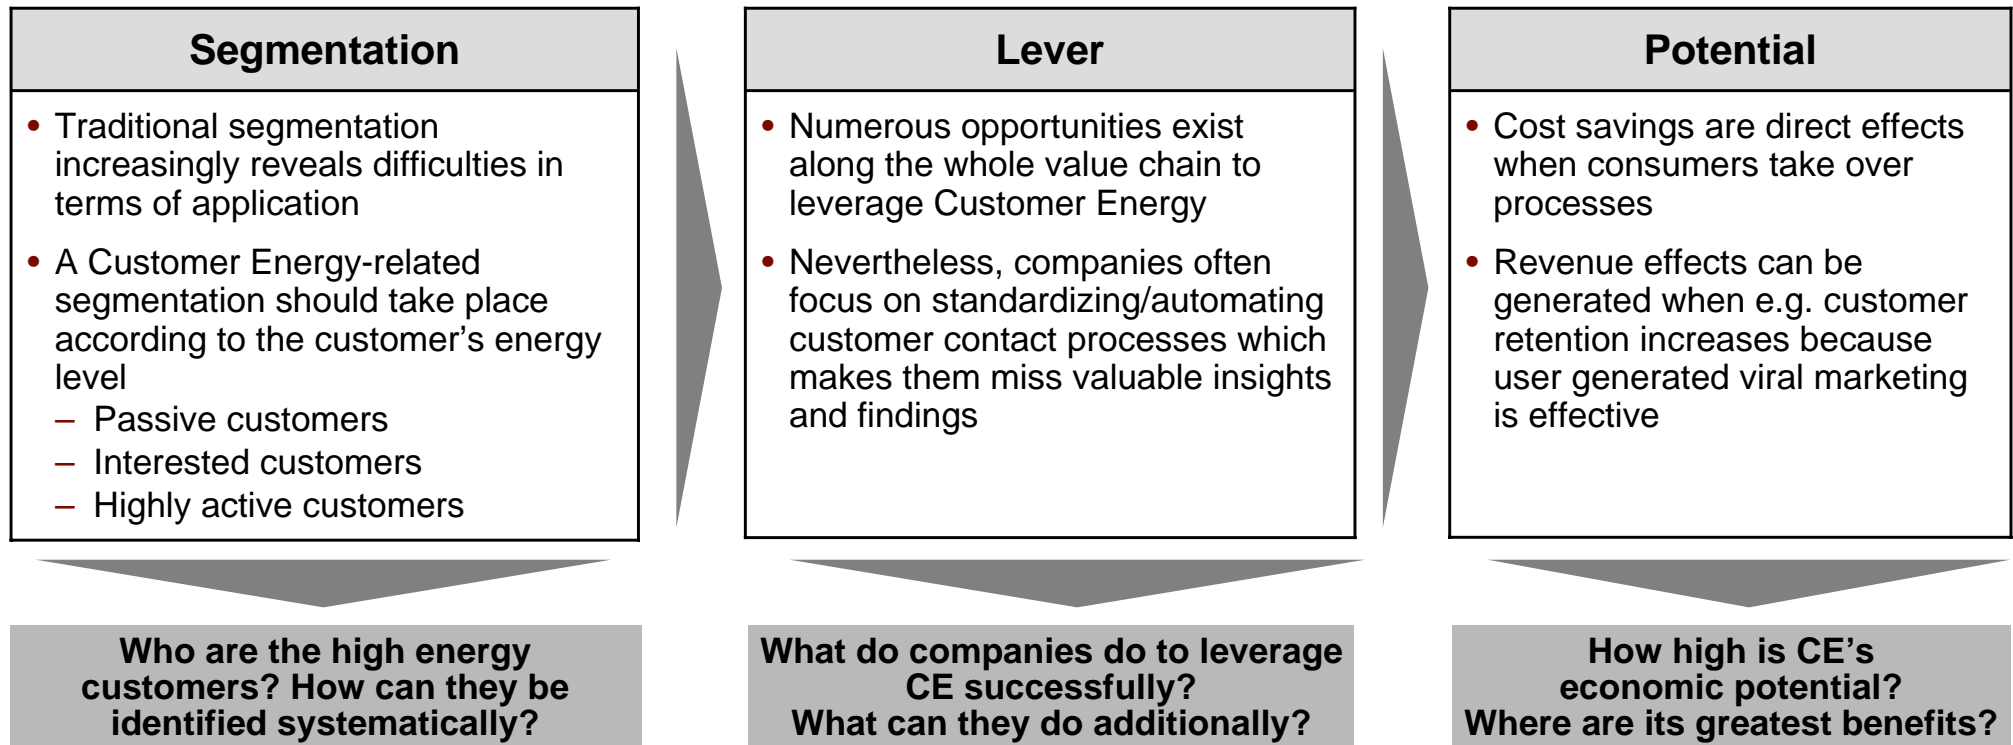 Segmentation
• Traditional segmentation
increasingly reveals difficulties in
terms of application
• A Customer Energy-related
segmentation should take place
according to the customer’s energy
level
– Passive customers
– Interested customers
– Highly active customers
Who are the high energy
customers? How can they be
identified systematically?
Lever
• Numerous opportunities exist
along the whole value chain to
leverage Customer Energy
• Nevertheless, companies often
focus on standardizing/automating
customer contact processes which
makes them miss valuable insights
and findings
What do companies do to leverage
CE successfully?
What can they do additionally?
Potential
• Cost savings are direct effects
when consumers take over
processes
• Revenue effects can be
generated when e.g. customer
retention increases because
user generated viral marketing
is effective
How high is CE’s
economic potential?
Where are its greatest benefits?